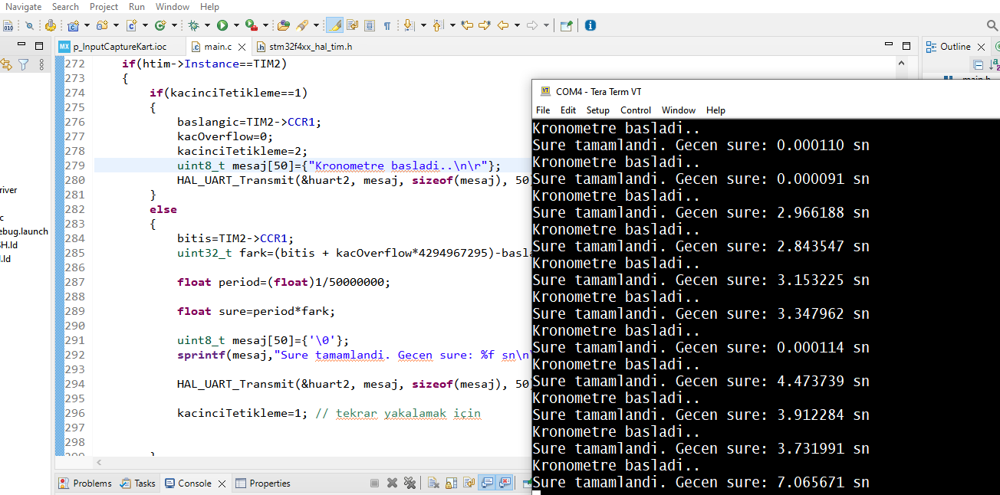 Navigate Search Project Run Window Help
p_InputCaptureKart.ioc main.c stm32f4xx_hal_tim.h
Outline
272 if(htim->Instance==TIM2)
273 {
274 if(kacinciTetikleme==1)
275 {
276 baslangic=TIM2->CCR1;
277 kacOverflow=0;
278 kacinciTetikleme=2;
279 uint8_t mesaj[50]={"Kronometre basladi..\n\r"};
280 HAL_UART_Transmit(&huart2, mesaj, sizeof(mesaj), 50)
281 }
282 else
283 {
284 bitis=TIM2->CCR1;
285 uint32_t fark=(bitis + kacOverflow*4294967295)-basla
286
287 float period=(float)1/50000000;
288
289 float sure=period*fark;
290
291 uint8_t mesaj[50]={'\0'};
292 sprintf(mesaj,"Sure tamamlandi. Gecen sure: %f sn\n\
293
294 HAL_UART_Transmit(&huart2, mesaj, sizeof(mesaj), 50)
295
296 kacinciTetikleme=1; // tekrar yakalamak için
297
298
299 }
river
c
ebug.launch
SH.ld
.ld
COM4 - Tera Term VT
File Edit Setup Control Window Help
Kronometre basladi..
Sure tamamlandi. Gecen sure: 0.000110 sn
Kronometre basladi..
Sure tamamlandi. Gecen sure: 0.000091 sn
Kronometre basladi..
Sure tamamlandi. Gecen sure: 2.966188 sn
Kronometre basladi..
Sure tamamlandi. Gecen sure: 2.843547 sn
Kronometre basladi..
Sure tamamlandi. Gecen sure: 3.153225 sn
Kronometre basladi..
Sure tamamlandi. Gecen sure: 3.347962 sn
Kronometre basladi..
Sure tamamlandi. Gecen sure: 0.000114 sn
Kronometre basladi..
Sure tamamlandi. Gecen sure: 4.473739 sn
Kronometre basladi..
Sure tamamlandi. Gecen sure: 3.912284 sn
Kronometre basladi..
Sure tamamlandi. Gecen sure: 3.731991 sn
Kronometre basladi..
Sure tamamlandi. Gecen sure: 7.065671 sn
Problems Tasks Console Properties